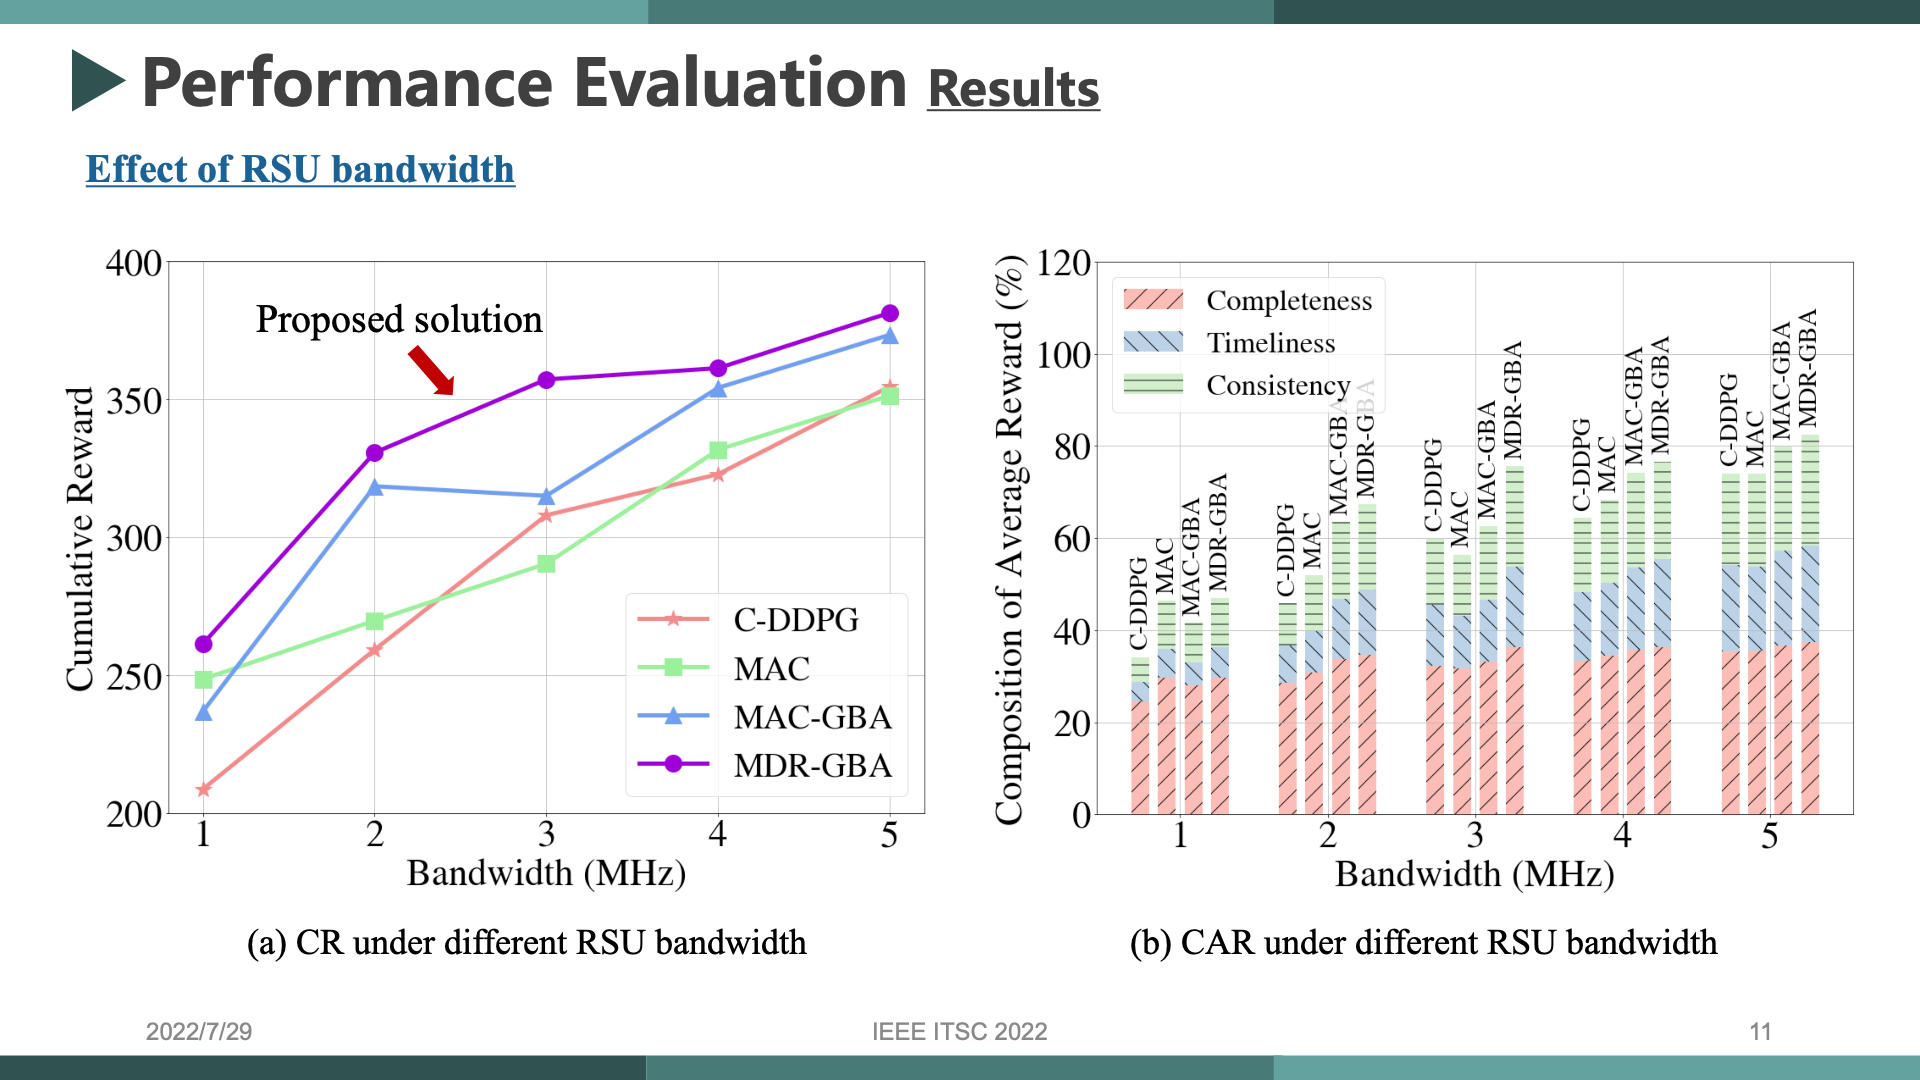 Performance Evaluation Results
Effect of RSU bandwidth
400
350
300
250
200
Cumulative Reward
Proposed solution
C-DDPG
MAC
MAC-GBA
MDR-GBA
1 2 3 4 5
Bandwidth (MHz)
(a) CR under different RSU bandwidth
120
100
80
60
40
20
0
Composition of Average Reward (%)
Completeness
Timeliness
Consistency
C-DDPG MAC MAC-GBA MDR-GBA
C-DDPG MAC MAC-GBA MDR-GBA
C-DDPG MAC MAC-GBA MDR-GBA
C-DDPG MAC MAC-GBA MDR-GBA
C-DDPG MAC MAC-GBA MDR-GBA
1 2 3 4 5
Bandwidth (MHz)
(b) CAR under different RSU bandwidth
2022/7/29
IEEE ITSC 2022
11